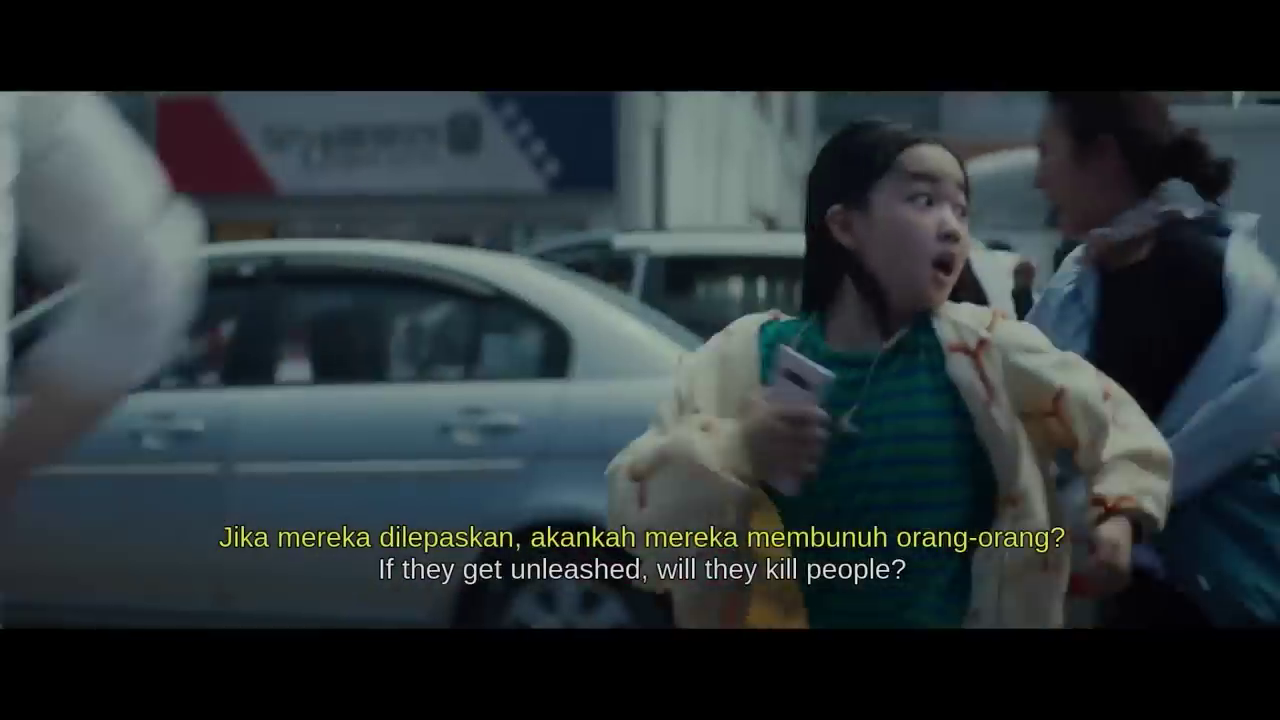 Jika mereka dilepaskan, akankah mereka membunuh orang-orang?
If they get unleashed, will they kill people?